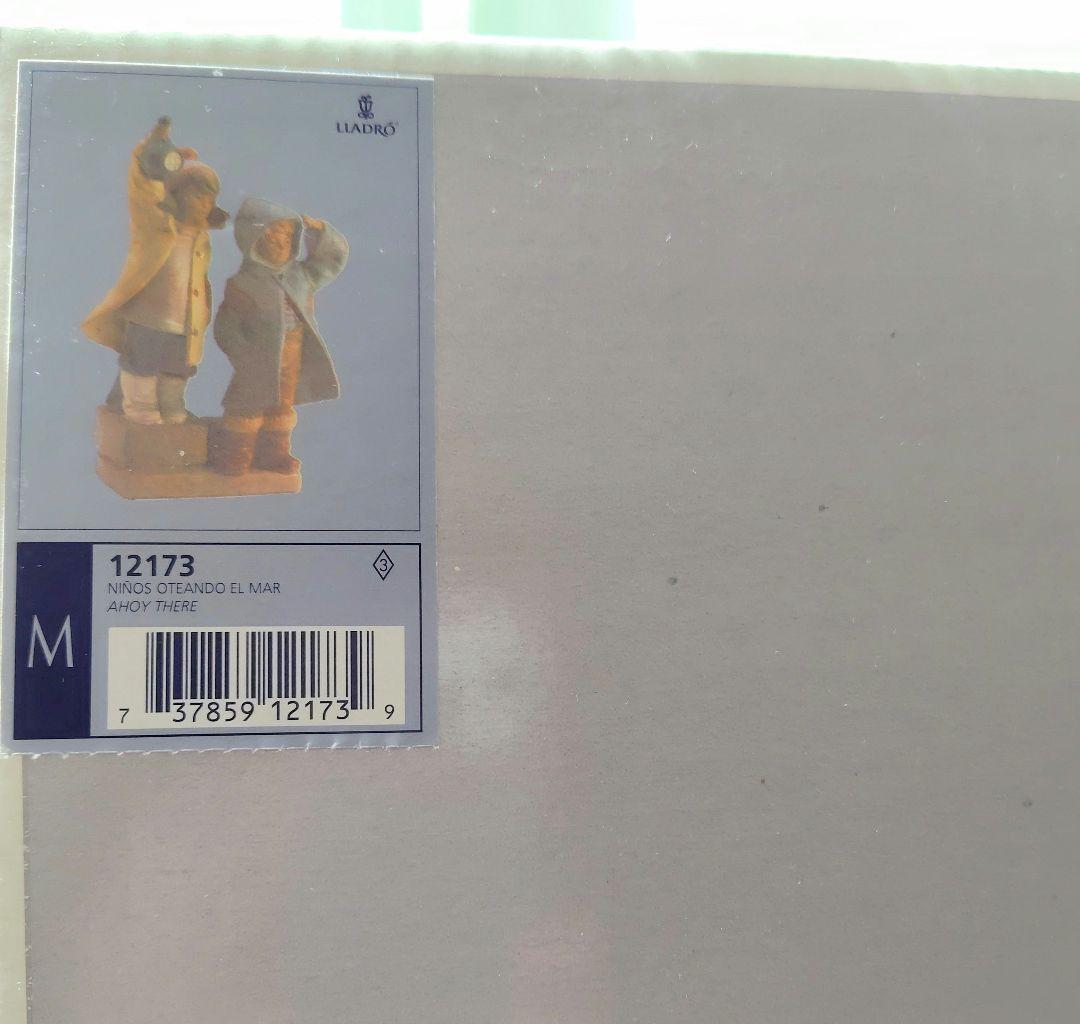 LLADRÓ
12173
3
NIÑOS OTEANDO EL MAR
AHOY THERE
M
7 37859 12173 9